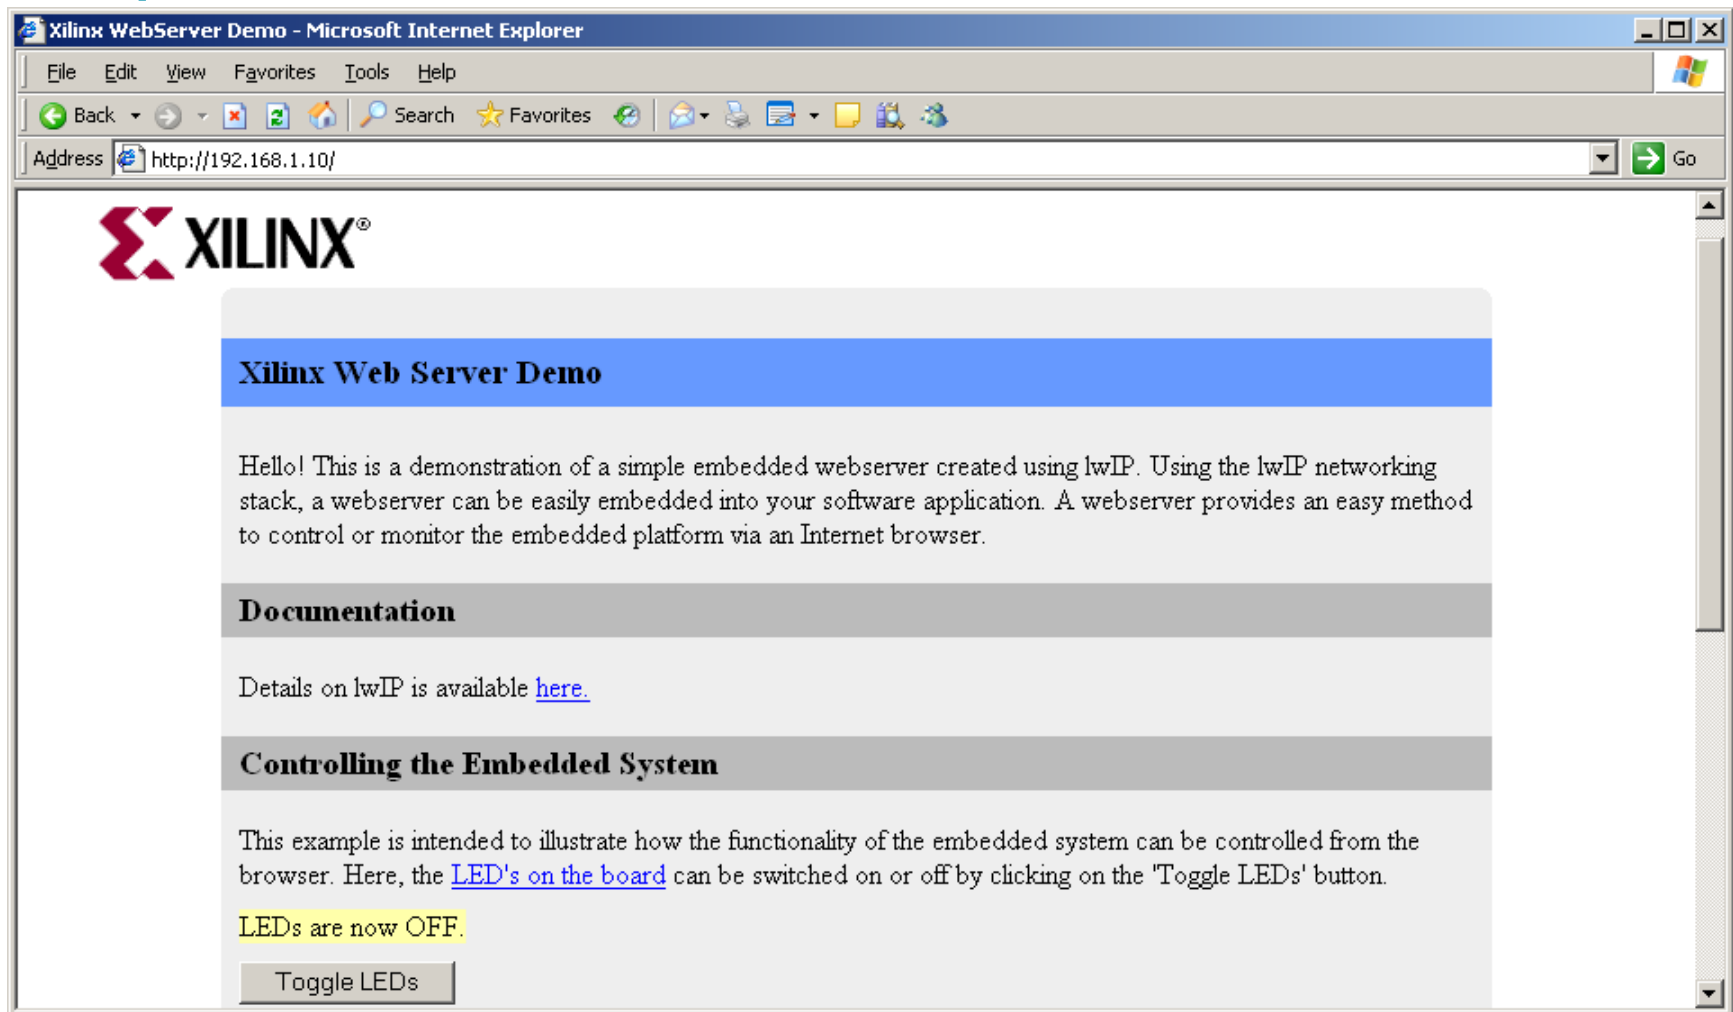 Xilinx WebServer Demo - Microsoft Internet Explorer
File Edit View Favorites Tools Help
Back Search Favorites
Address http://192.168.1.10/ Go
XILINX®
Xilinx Web Server Demo
Hello! This is a demonstration of a simple embedded webserver created using lwIP. Using the lwIP networking
stack, a webserver can be easily embedded into your software application. A webserver provides an easy method
to control or monitor the embedded platform via an Internet browser.
Documentation
Details on lwIP is available here.
Controlling the Embedded System
This example is intended to illustrate how the functionality of the embedded system can be controlled from the
browser. Here, the LED's on the board can be switched on or off by clicking on the 'Toggle LEDs' button.
LEDs are now OFF.
Toggle LEDs